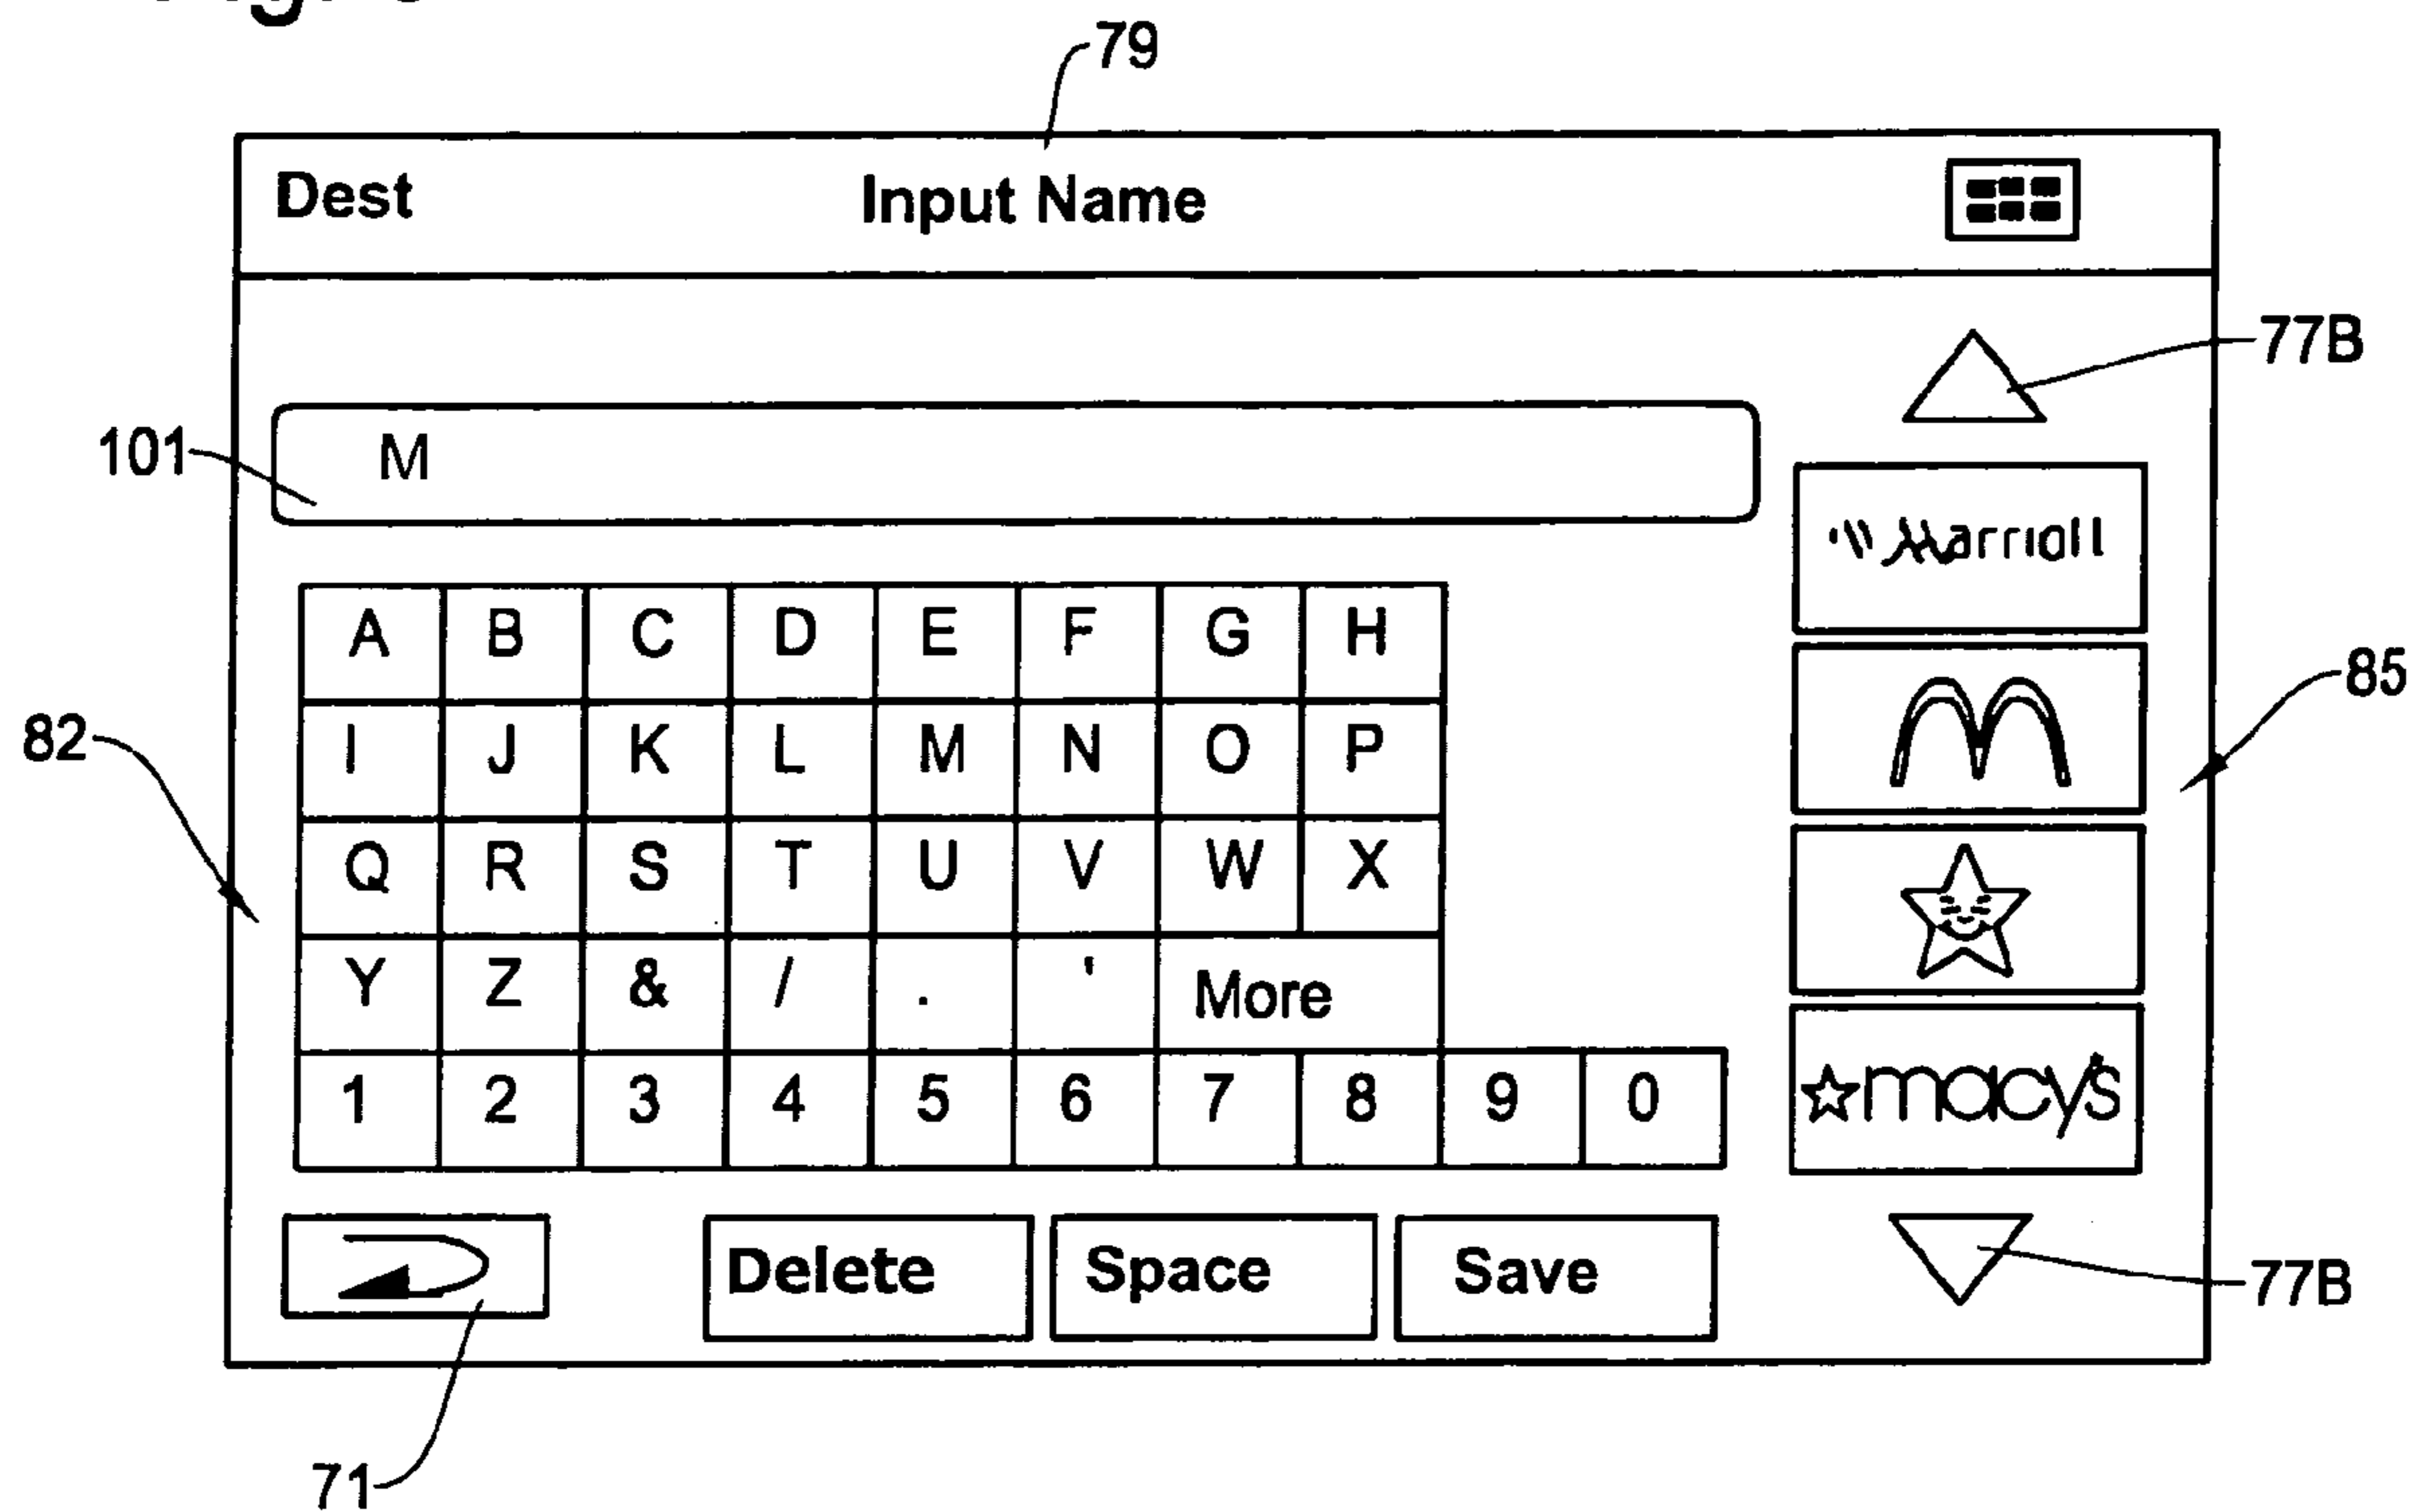 79
Dest Input Name
77B
101 M
Marriott
A B C D E F G H
85
82
I J K L M N O P
Q R S T U V W X
Y Z & / . ' More
1 2 3 4 5 6 7 8 9 0
macy's
Delete Space Save
77B
71